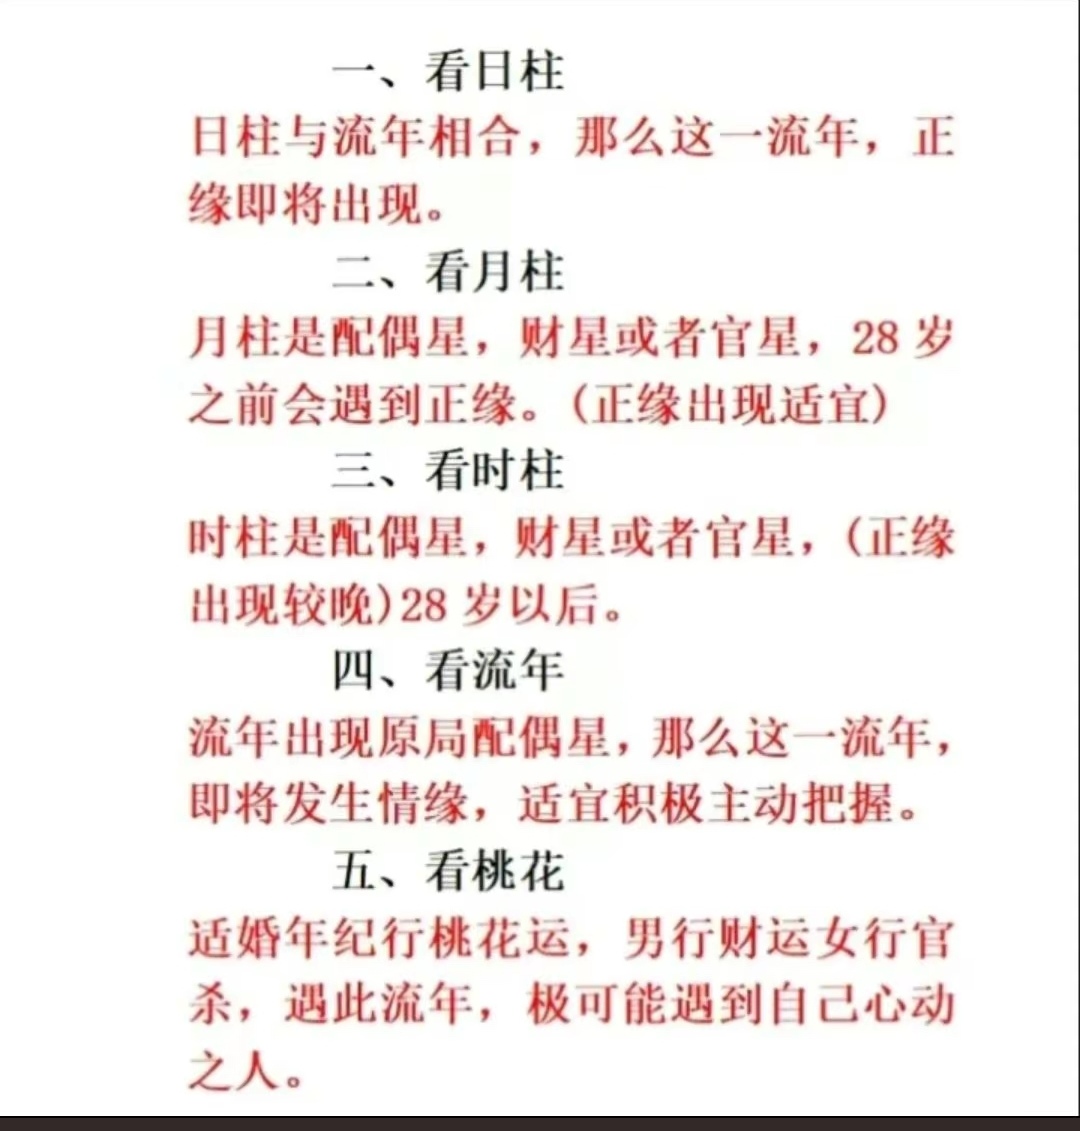 一、看日柱
日柱与流年相合，那么这一流年，正
缘即将出现。
二、看月柱
月柱是配偶星，财星或者官星，28岁
之前会遇到正缘。(正缘出现适宜)
三、看时柱
时柱是配偶星，财星或者官星，(正缘
出现较晚)28岁以后。
四、看流年
流年出现原局配偶星，那么这一流年，
即将发生情缘，适宜积极主动把握。
五、看桃花
适婚年纪行桃花运，男行财运女行官
杀，遇此流年，极可能遇到自己心动
之人。